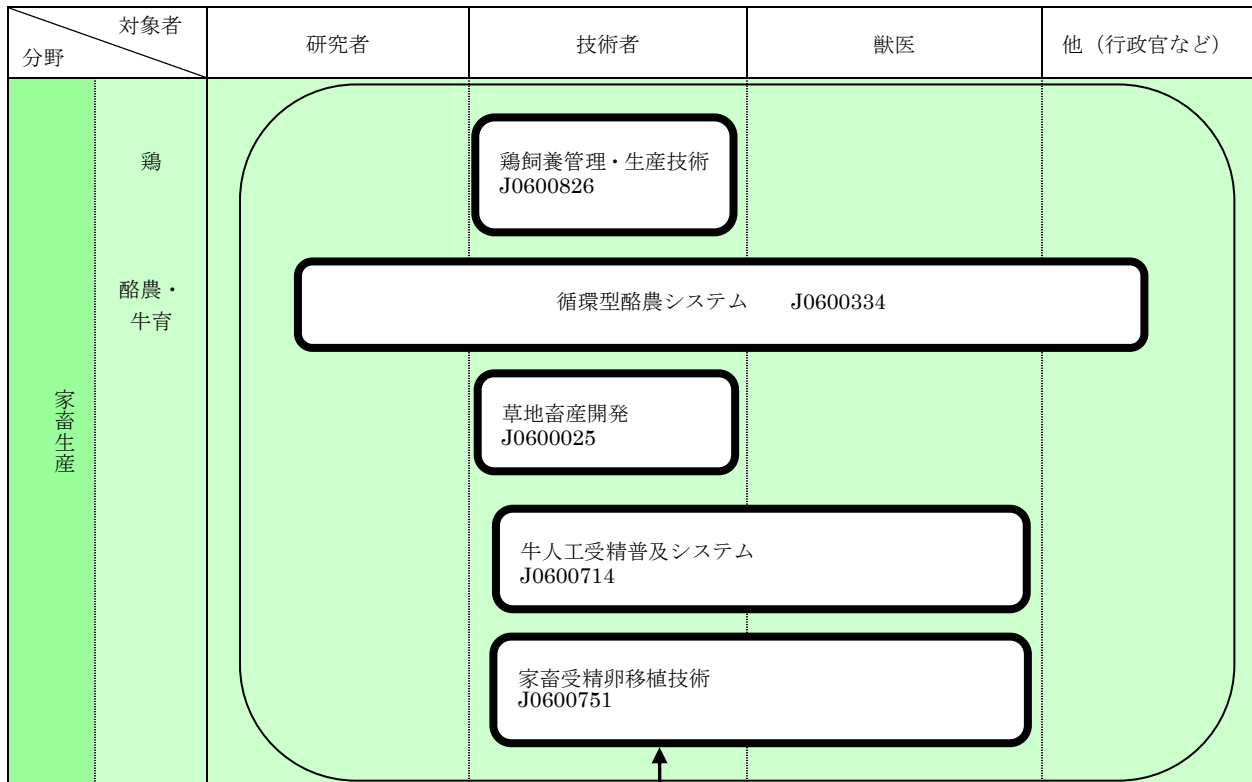 対象者
分野
研究者
技術者
獣医
他（行政官など）
家畜生産
鶏
鶏飼養管理・生産技術
J0600826
酪農・
牛育
循環型酪農システム J0600334
草地畜産開発
J0600025
牛人工受精普及システム
J0600714
家畜受精卵移植技術
J0600751